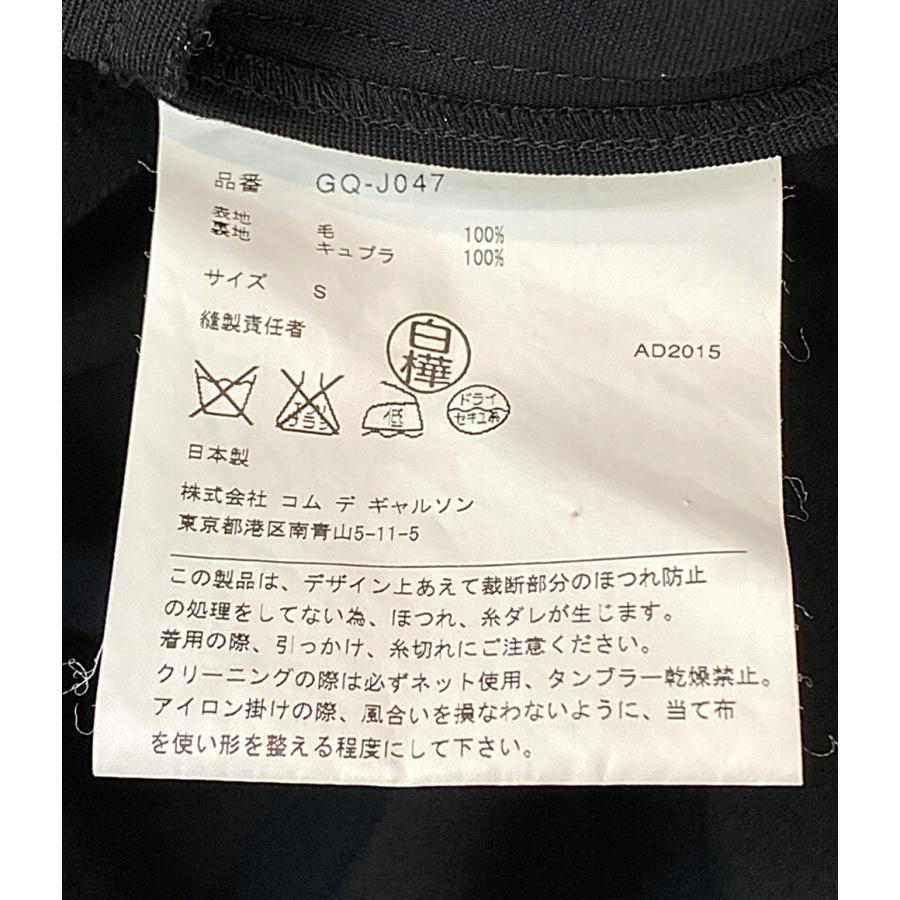 品番 GQ-J047
表地 毛 100%
裏地 キュプラ 100%
サイズ S
縫製責任者 白樺 AD2015
エンソ
フラフ
低
ドライ
セキユ系
日本製
株式会社 コム デ ギャルソン
東京都港区南青山5-11-5
この製品は、デザイン上あえて裁断部分のほつれ防止
の処理をしてない為、ほつれ、糸ダレが生じます。
着用の際、引っかけ、糸切れにご注意ください。
クリーニングの際は必ずネット使用、タンブラー乾燥禁止。
アイロン掛けの際、風合いを損なわないように、当て布
を使い形を整える程度にして下さい。